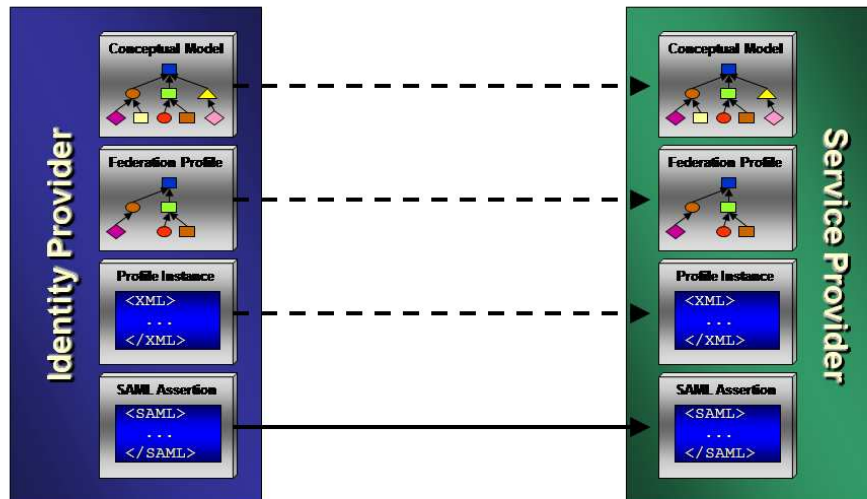 Identity Provider
Conceptual Model
Federation Profile
Profile Instance
<XML>
...
</XML>
SAML Assertion
<SAML>
...
</SAML>
Conceptual Model
Federation Profile
Profile Instance
<XML>
...
</XML>
SAML Assertion
<SAML>
...
</SAML>
Service Provider